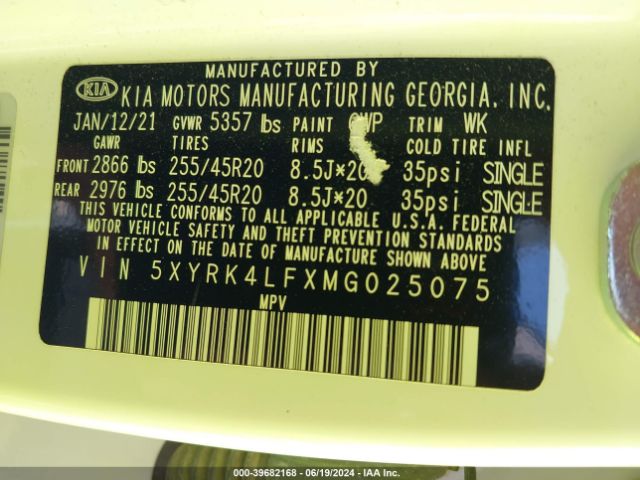 MANUFACTURED BY
KIA KIA MOTORS MANUFACTURING GEORGIA, INC.
JAN/12/21 GVWR 5357 lbs PAINT TRIM WK
GAWR TIRES RIMS COLD TIRE INFL
FRONT 2866 lbs 255/45R20 8.5J*20 35psi SINGLE
REAR 2976 lbs 255/45R20 8.5J*20 35psi SINGLE
THIS VEHICLE CONFORMS TO ALL APPLICABLE U.S.A. FEDERAL
MOTOR VEHICLE SAFETY AND THEFT PREVENTION STANDARDS
IN EFFECT ON THE DATE OF MANUFACTURE SHOWN ABOVE.
VIN 5XYRK4LFXMG025075
MPV
000-39682168 - 06/19/2024 - IAA Inc.